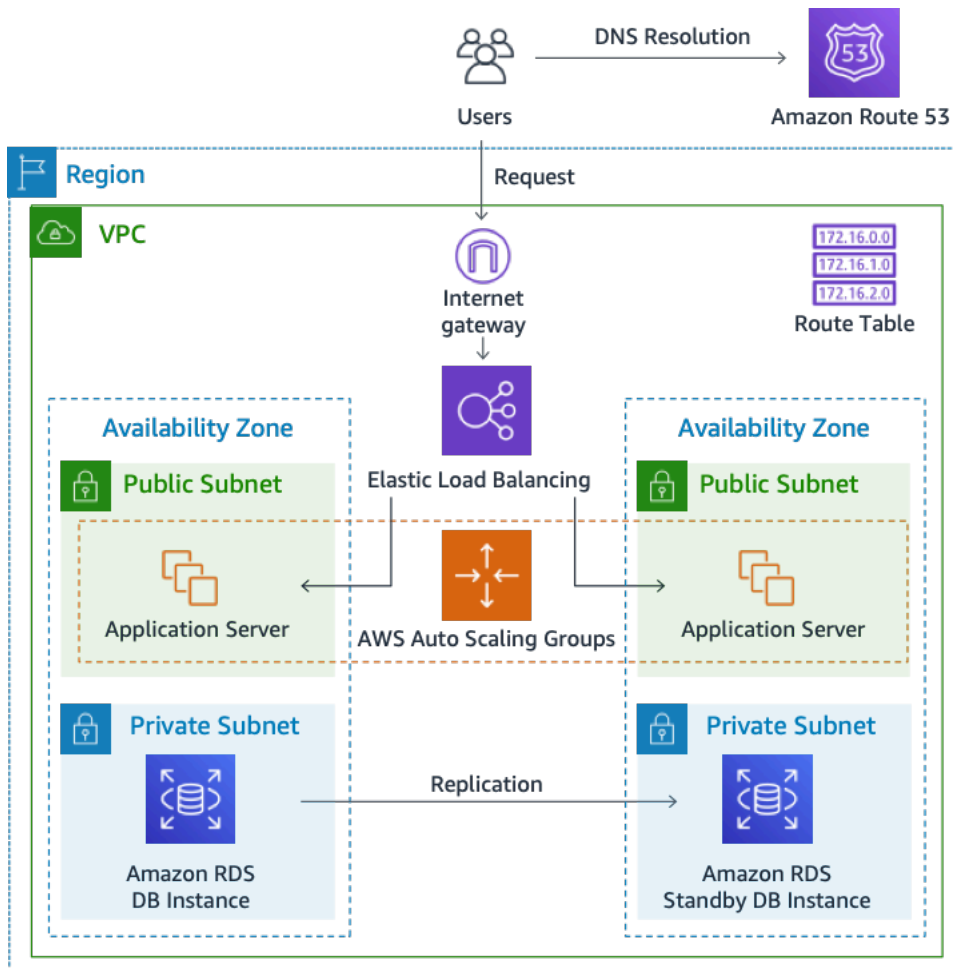 DNS Resolution
53
Users
Amazon Route 53
Region
Request
VPC
172.16.0.0
172.16.1.0
172.16.2.0
Internet
gateway
Route Table
Availability Zone
Availability Zone
Public Subnet
Elastic Load Balancing
Public Subnet
Application Server
AWS Auto Scaling Groups
Application Server
Private Subnet
Private Subnet
Replication
Amazon RDS
DB Instance
Amazon RDS
Standby DB Instance